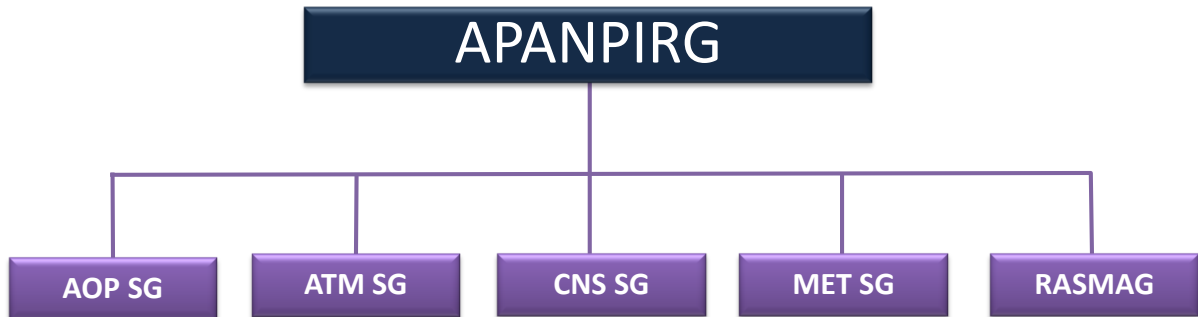 APANPIRG
AOP SG
ATM SG
CNS SG
MET SG
RASMAG